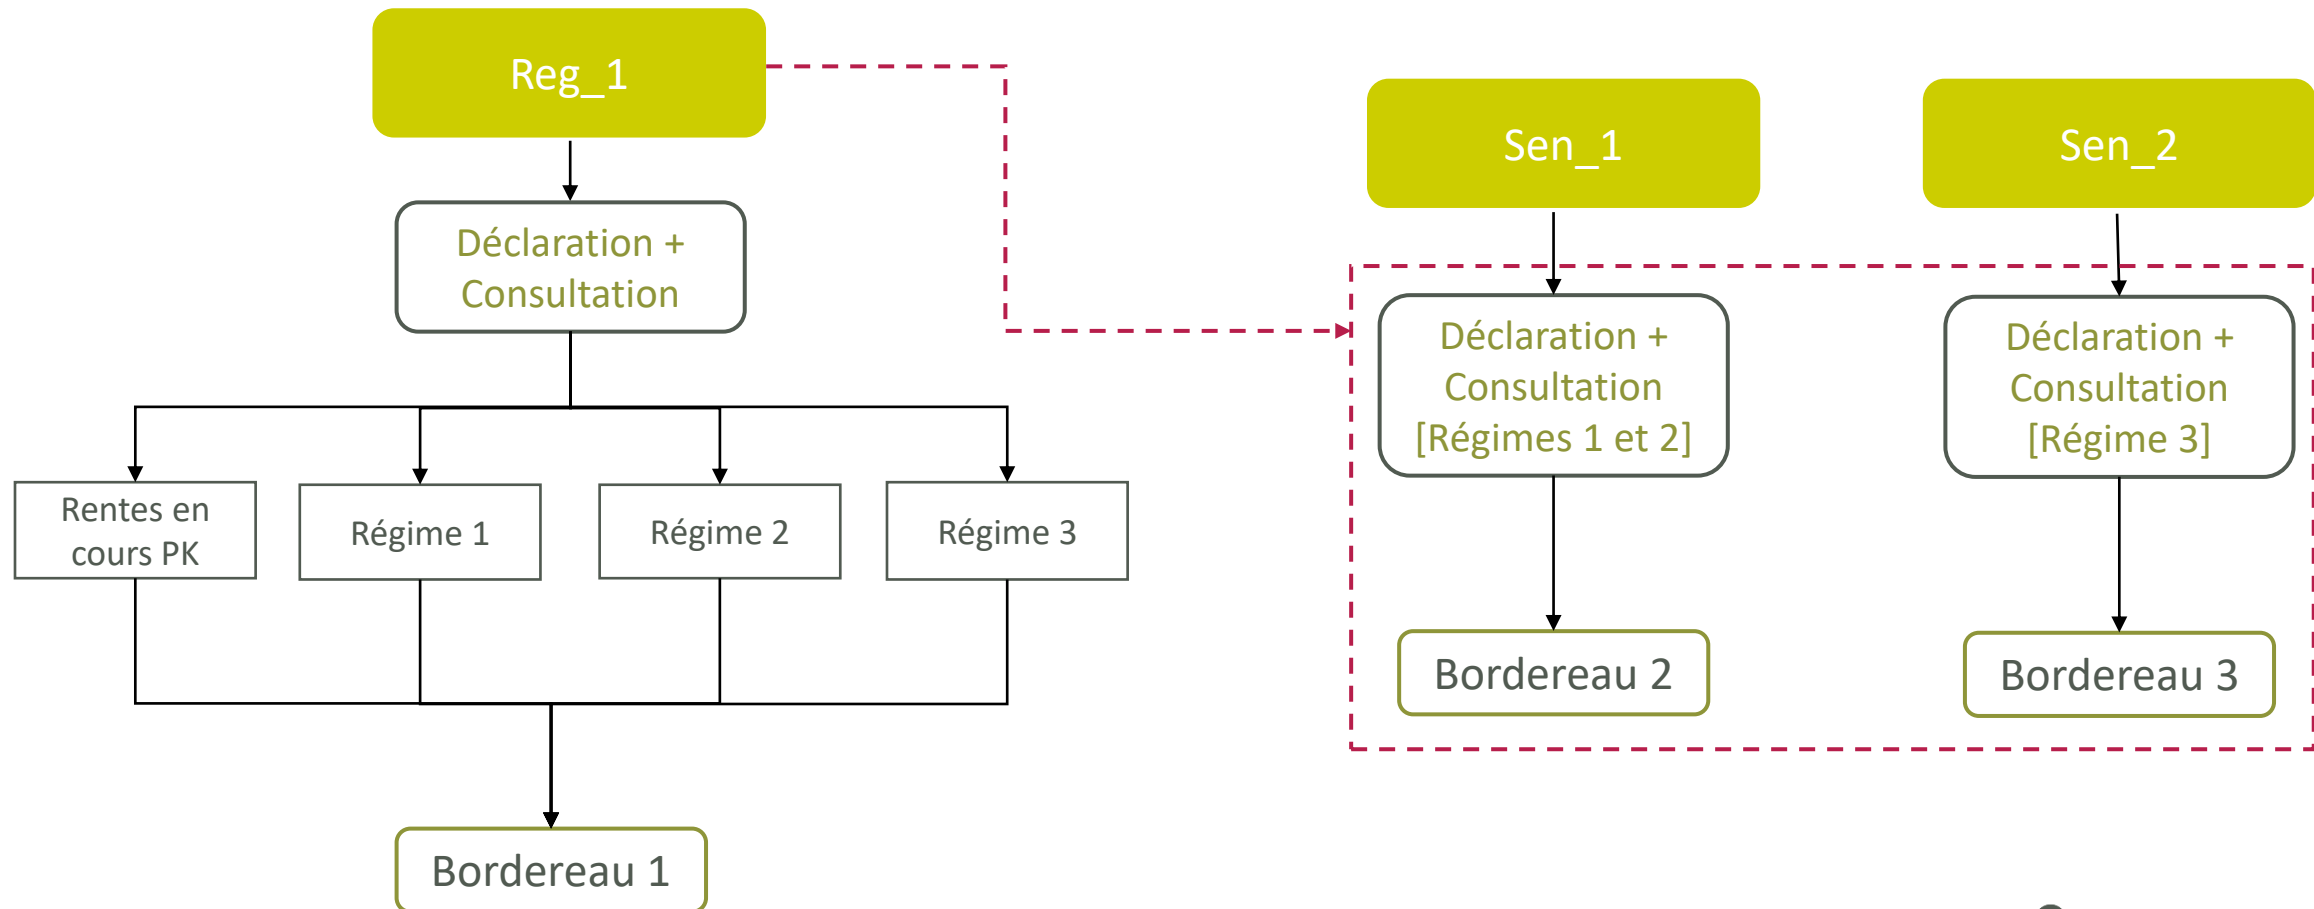 Reg_1
Sen_1
Sen_2
Déclaration +
Consultation
Déclaration +
Consultation
[Régimes 1 et 2]
Déclaration +
Consultation
[Régime 3]
Rentes en
cours PK
Régime 1
Régime 2
Régime 3
Bordereau 2
Bordereau 3
Bordereau 1